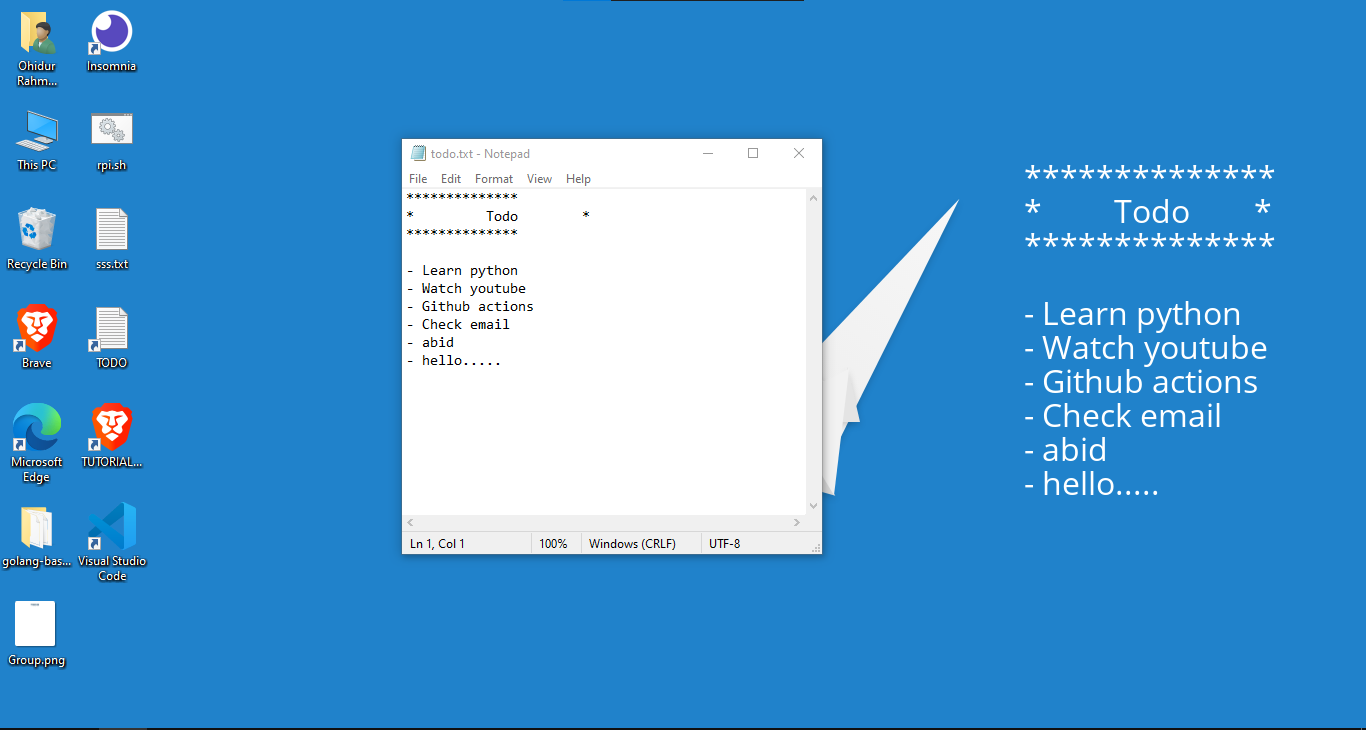 Ohidur
Rahm...
Insomnia
This PC
rpi.sh
Recycle Bin
sss.txt
Brave
TODO
Microsoft
Edge
TUTORIAL...
golang-bas...
Visual Studio
Code
Group.png
todo.txt - Notepad
File Edit Format View Help
**************
*         Todo        *
**************
- Learn python
- Watch youtube
- Github actions
- Check email
- abid
- hello.....
Ln 1, Col 1 100% Windows (CRLF) UTF-8
**************
*         Todo        *
**************
- Learn python
- Watch youtube
- Github actions
- Check email
- abid
- hello.....